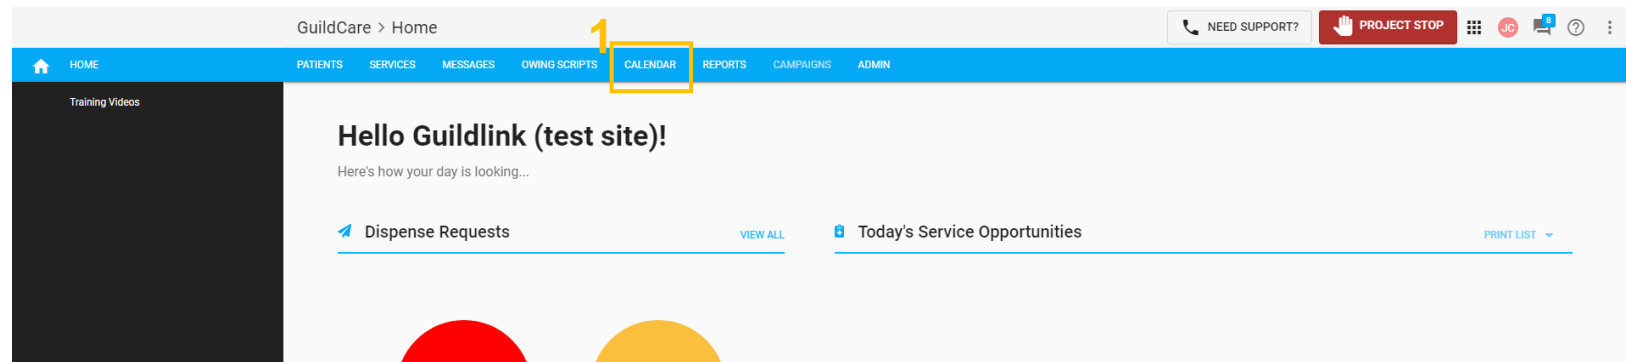 GuildCare > Home
1
NEED SUPPORT?
PROJECT STOP
JC
8
HOME
PATIENTS
SERVICES
MESSAGES
OWING SCRIPTS
CALENDAR
REPORTS
CAMPAIGNS
ADMIN
Training Videos
Hello Guildlink (test site)!
Here's how your day is looking...
Dispense Requests
VIEW ALL
Today's Service Opportunities
PRINT LIST